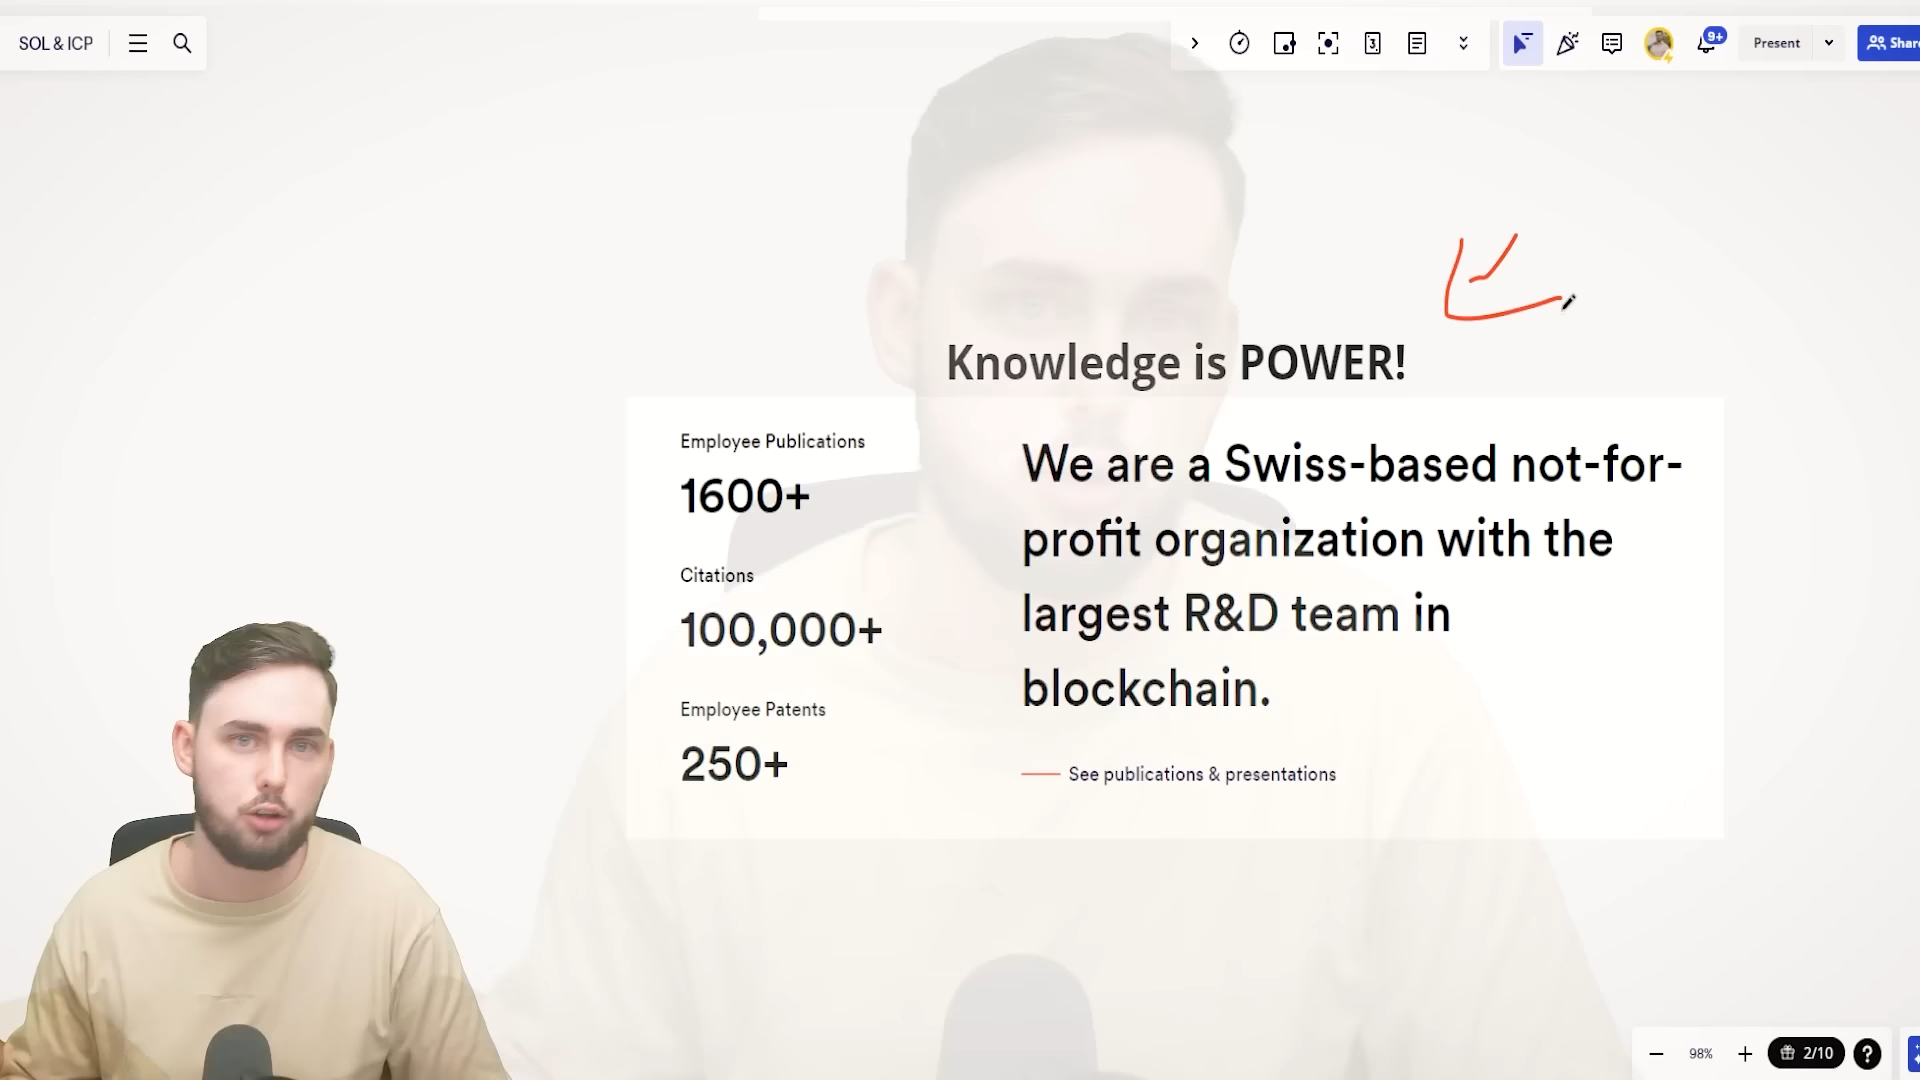 SOL & ICP
9+
Present
Share
Knowledge is POWER!
Employee Publications
1600+
Citations
100,000+
Employee Patents
250+
We are a Swiss-based not-for-
profit organization with the
largest R&D team in
blockchain.
See publications & presentations
98%
2/10
?